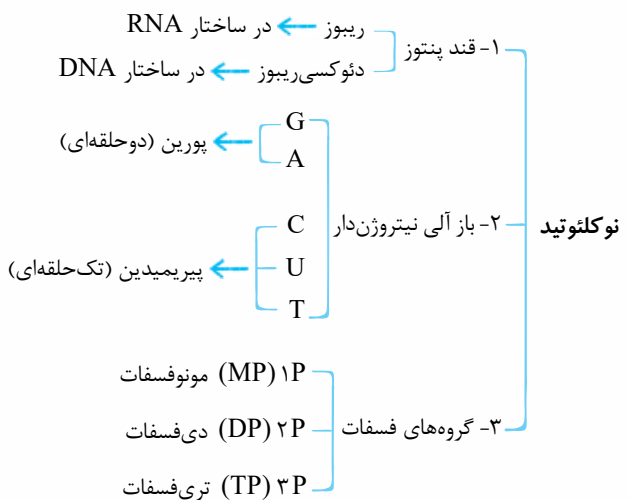 نوکلئوتید
۱- قند پنتوز
ریبوز ← در ساختار RNA
دئوکسی‌ریبوز ← در ساختار DNA
۲- باز آلی نیتروژن‌دار
G
A
← پورین (دوحلقه‌ای)
C
U
T
← پیریمیدین (تک‌حلقه‌ای)
۳- گروه‌های فسفات
۱P (MP) مونوفسفات
۲P (DP) دی‌فسفات
۳P (TP) تری‌فسفات